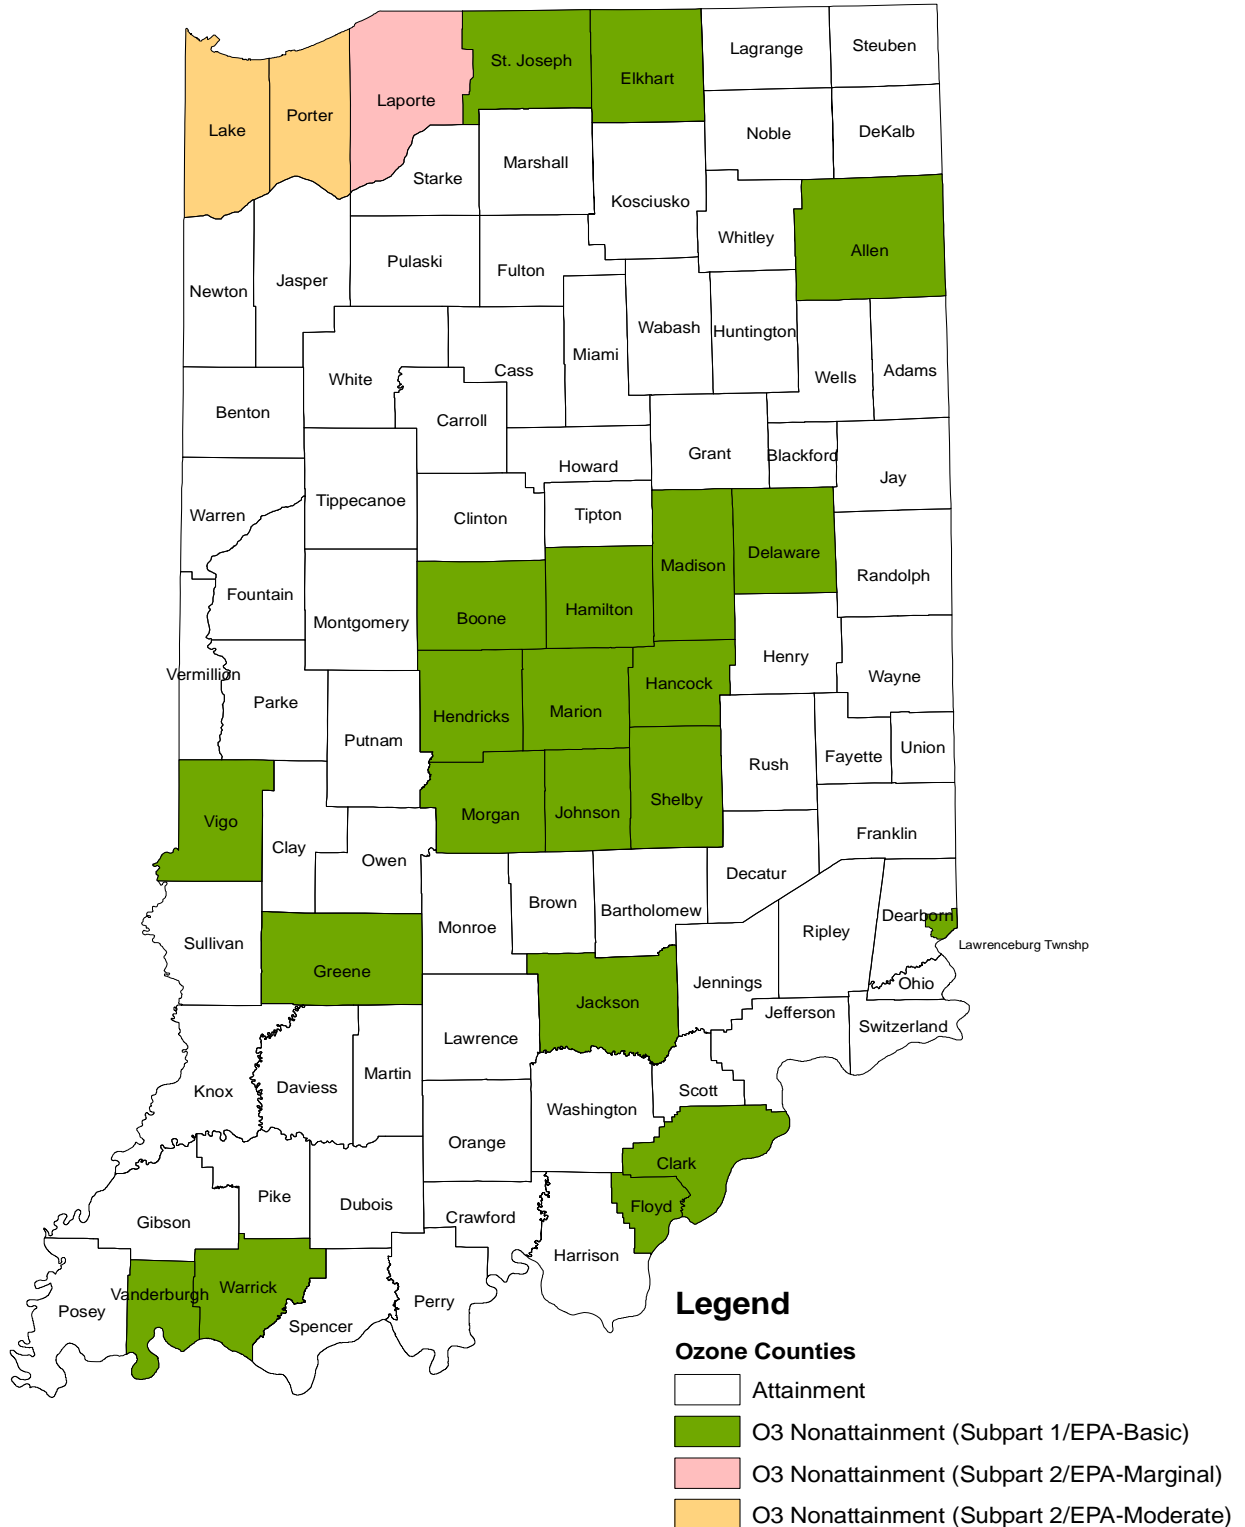 Lagrange
Steuben
St. Joseph
Elkhart
Laporte
Porter
Lake
Noble
DeKalb
Marshall
Starke
Kosciusko
Whitley
Allen
Pulaski
Fulton
Jasper
Newton
Wabash
Huntington
Miami
Cass
White
Wells
Adams
Benton
Carroll
Grant
Blackford
Howard
Jay
Tippecanoe
Warren
Clinton
Tipton
Madison
Delaware
Randolph
Fountain
Boone
Hamilton
Montgomery
Henry
Wayne
Vermillion
Parke
Hancock
Hendricks
Marion
Putnam
Rush
Fayette
Union
Vigo
Morgan
Johnson
Shelby
Clay
Owen
Franklin
Decatur
Brown
Bartholomew
Dearborn
Monroe
Ripley
Sullivan
Lawrenceburg Twnshp
Greene
Jennings
Ohio
Jackson
Jefferson
Switzerland
Lawrence
Martin
Daviess
Knox
Scott
Washington
Orange
Clark
Pike
Dubois
Floyd
Crawford
Gibson
Harrison
Warrick
Vanderburgh
Posey
Perry
Spencer
Legend
Ozone Counties
Attainment
O3 Nonattainment (Subpart 1/EPA-Basic)
O3 Nonattainment (Subpart 2/EPA-Marginal)
O3 Nonattainment (Subpart 2/EPA-Moderate)